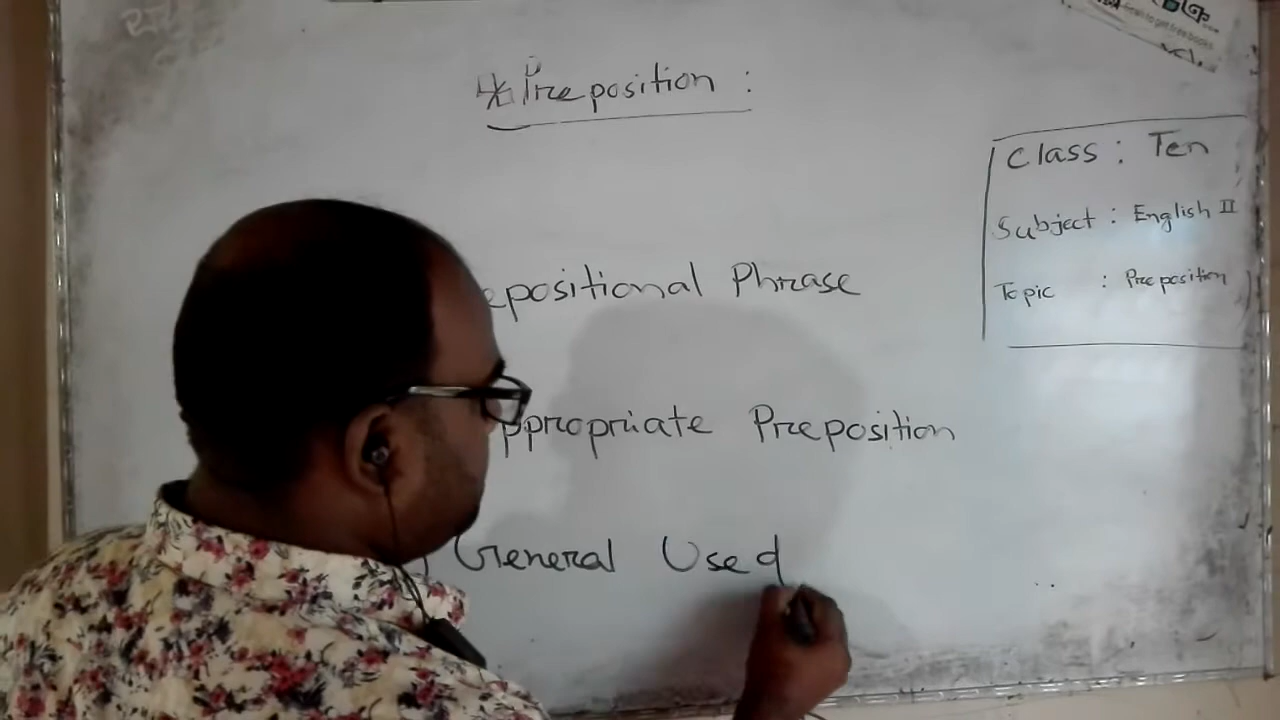 Preposition :
Class : Ten
Subject : English II
Topic : Preposition
epositional Phrase
ppropriate Preposition
General Used